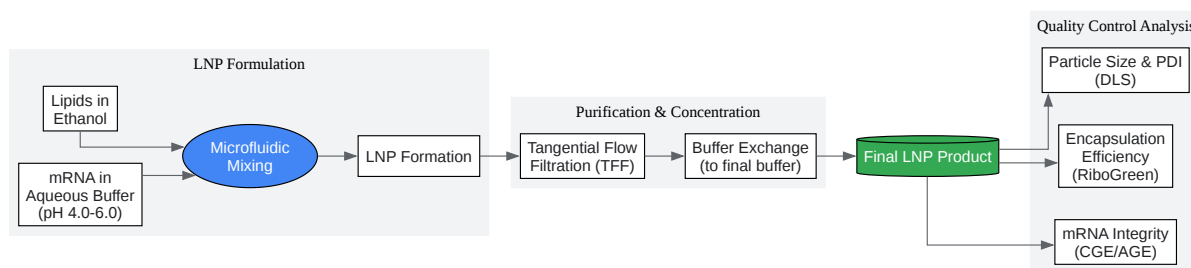 LNP Formulation
Lipids in
Ethanol
mRNA in
Aqueous Buffer
(pH 4.0-6.0)
Microfluidic
Mixing
LNP Formation
Purification & Concentration
Tangential Flow
Filtration (TFF)
Buffer Exchange
(to final buffer)
Final LNP Product
Quality Control Analysis
Particle Size & PDI
(DLS)
Encapsulation
Efficiency
(RiboGreen)
mRNA Integrity
(CGE/AGE)